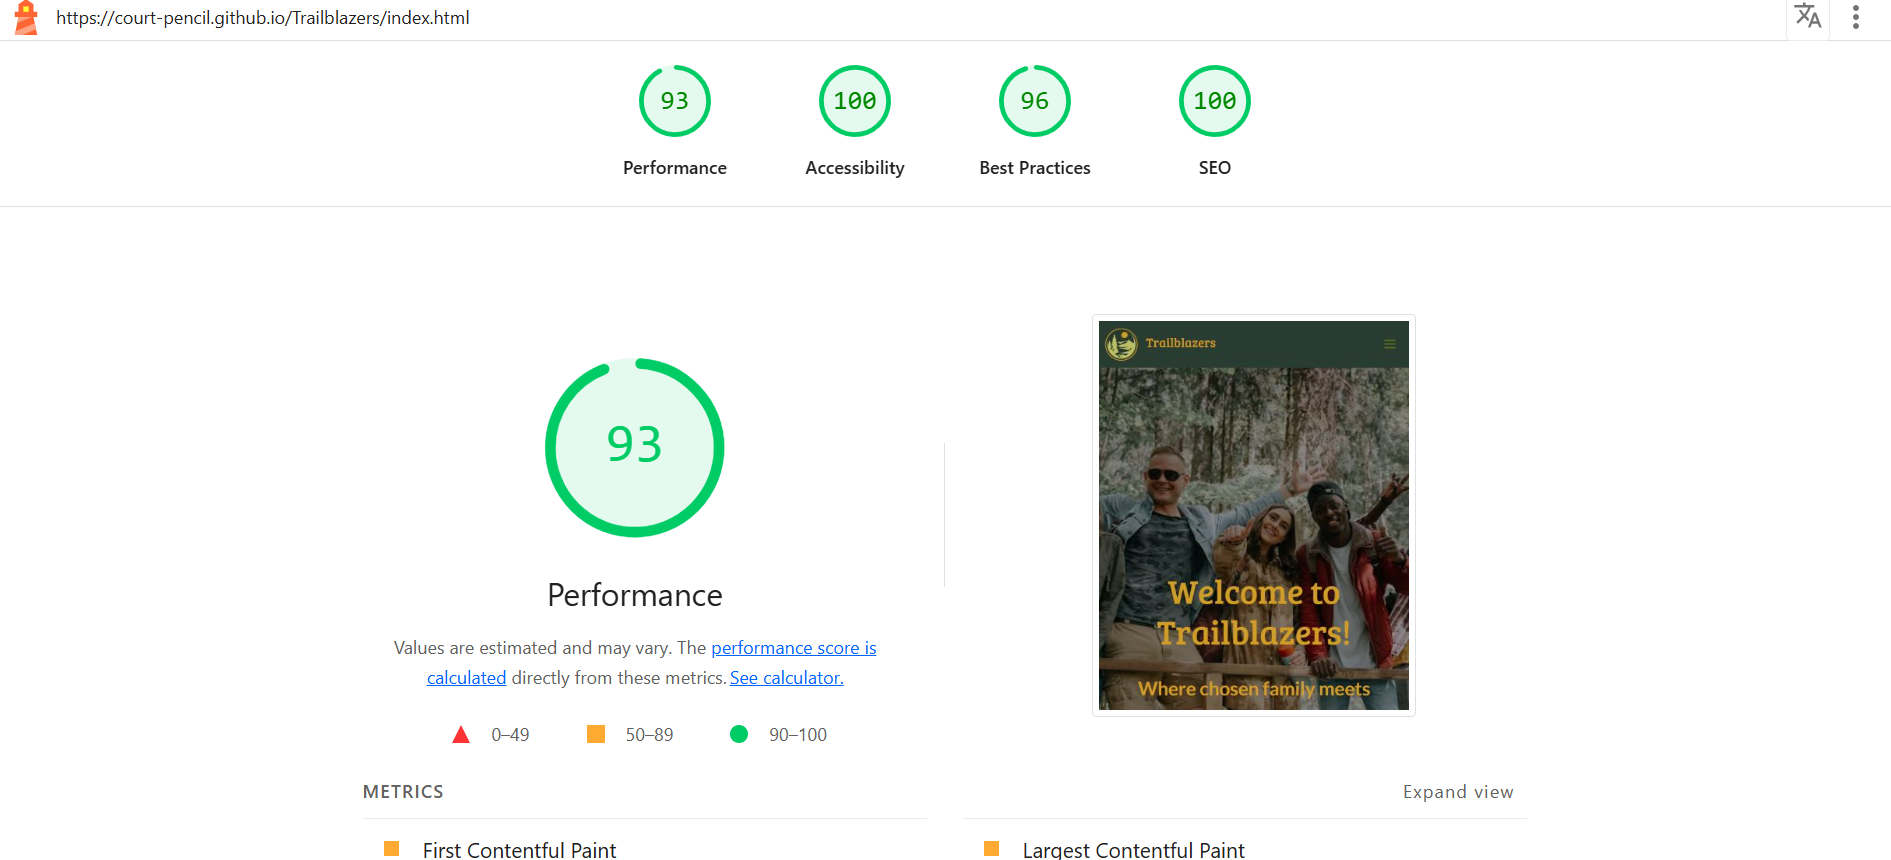 https://court-pencil.github.io/Trailblazers/index.html
93
100
96
100
Performance
Accessibility
Best Practices
SEO
93
Performance
Values are estimated and may vary. The performance score is
calculated directly from these metrics. See calculator.
0–49
50–89
90–100
Trailblazers
Welcome to
Trailblazers!
Where chosen family meets
METRICS
Expand view
First Contentful Paint
Largest Contentful Paint